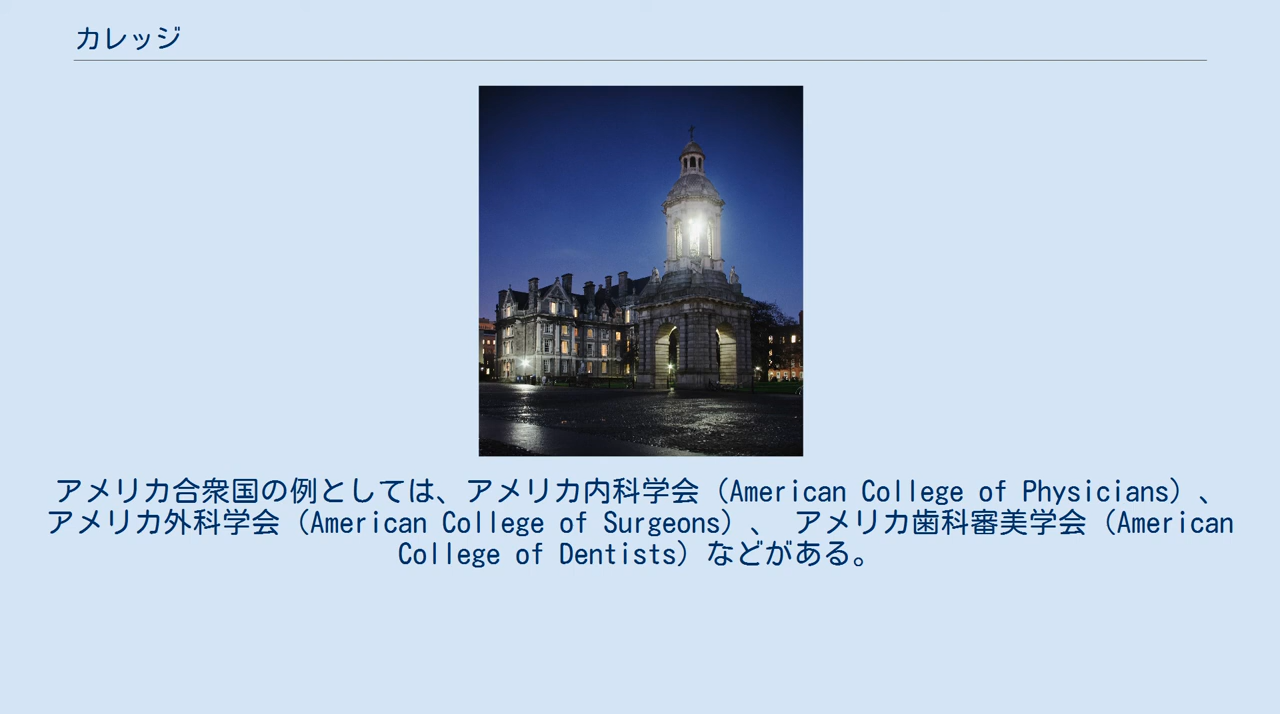 カレッジ
アメリカ合衆国の例としては、アメリカ内科学会（American College of Physicians）、
アメリカ外科学会（American College of Surgeons）、 アメリカ歯科審美学会（American
College of Dentists）などがある。